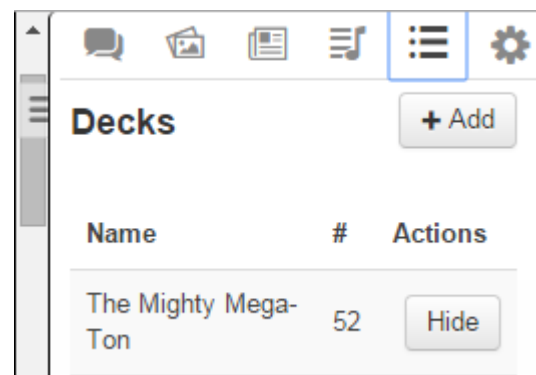 Decks
+ Add
Name # Actions
The Mighty Mega-
Ton
52
Hide